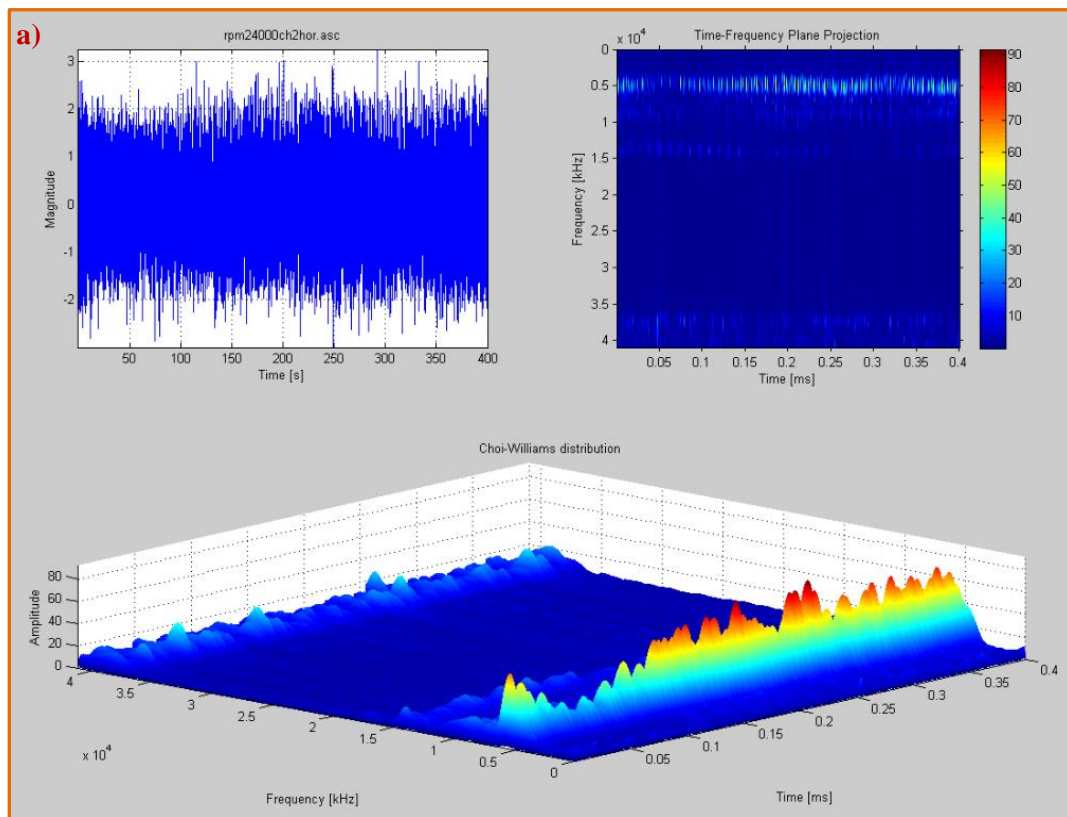 a)
rpm24000ch2hor.asc
Magnitude
3
2
1
0
-1
-2
50 100 150 200 250 300 350 400
Time [s]
Time-Frequency Plane Projection
x 10^4
Frequency [kHz]
0
0.5
1
1.5
2
2.5
3
3.5
4
0.05 0.1 0.15 0.2 0.25 0.3 0.35 0.4
Time [ms]
90
80
70
60
50
40
30
20
10
Choi-Williams distribution
Amplitude
80
60
40
20
0
4 3.5 3 2.5 2 1.5 1 0.5 0
x 10^4
Frequency [kHz]
0.05 0.1 0.15 0.2 0.25 0.3 0.35 0.4
Time [ms]